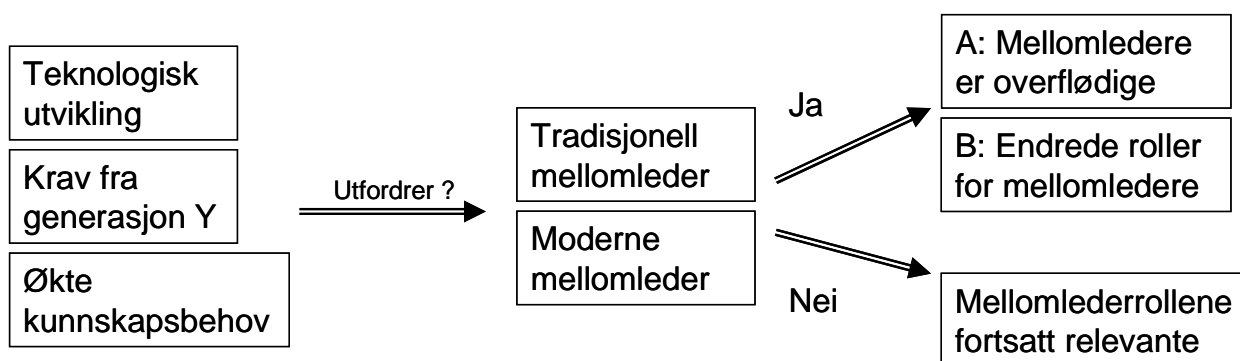 Teknologisk
utvikling
Krav fra
generasjon Y
Økte
kunnskapsbehov
Utfordrer ?
Tradisjonell
mellomleder
Moderne
mellomleder
Ja
Nei
A: Mellomledere
er overflødige
B: Endrede roller
for mellomledere
Mellomlederrollene
fortsatt relevante